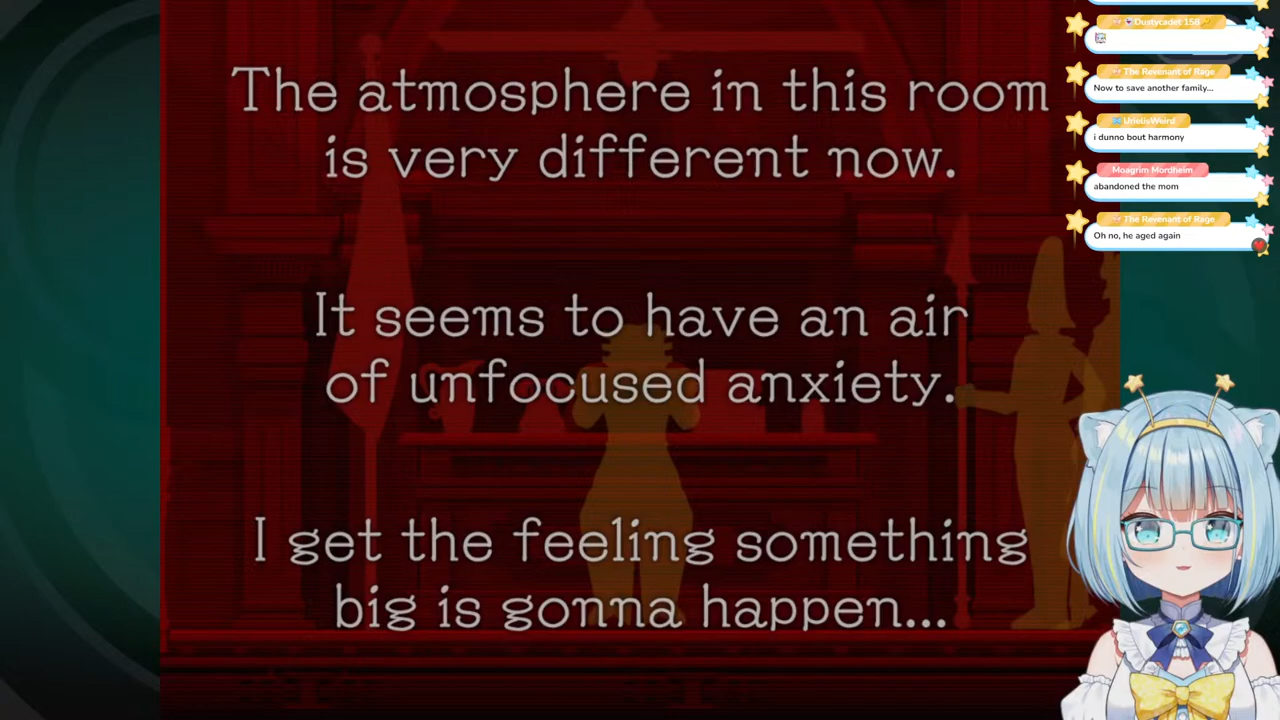 The atmosphere in this room
is very different now.
It seems to have an air
of unfocused anxiety.
I get the feeling something
big is gonna happen...
Dustycadet 158
The Revenant of Rage
Now to save another family...
UrielisWeird
i dunno bout harmony
Moagrim Mordheim
abandoned the mom
The Revenant of Rage
Oh no, he aged again